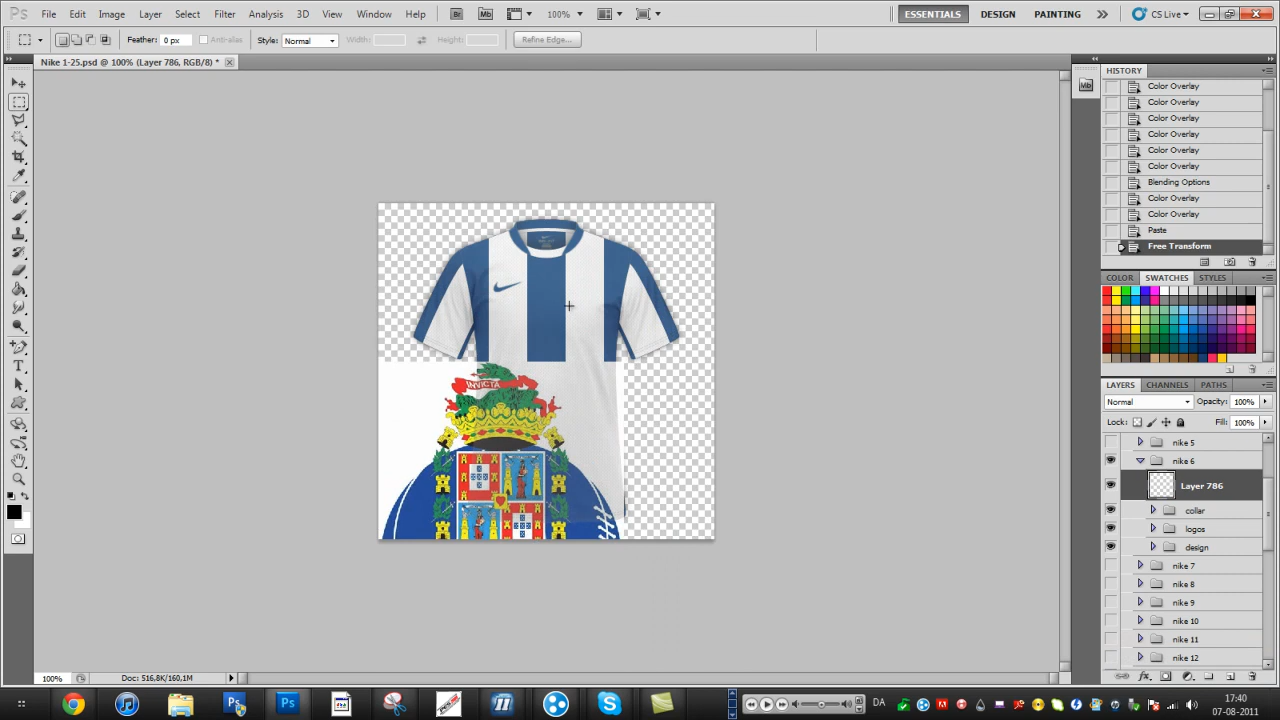 Ps File Edit Image Layer Select Filter Analysis 3D View Window Help Br Mb 100% ESSENTIALS DESIGN PAINTING CS Live
Feather: 0 px Anti-alias Style: Normal Width: Height: Refine Edge...
Nike 1-25.psd @ 100% (Layer 786, RGB/8) *
HISTORY
Mb
Color Overlay
Color Overlay
Color Overlay
Color Overlay
Color Overlay
Color Overlay
Blending Options
Color Overlay
Color Overlay
Paste
Free Transform
COLOR SWATCHES STYLES
INVICTA
LAYERS CHANNELS PATHS
Normal Opacity: 100%
Lock: Fill: 100%
nike 5
nike 6
Layer 786
collar
logos
design
nike 7
nike 8
nike 9
nike 10
nike 11
nike 12
100% Doc: 516,8K/160,1M
DA 17:40
07-08-2011